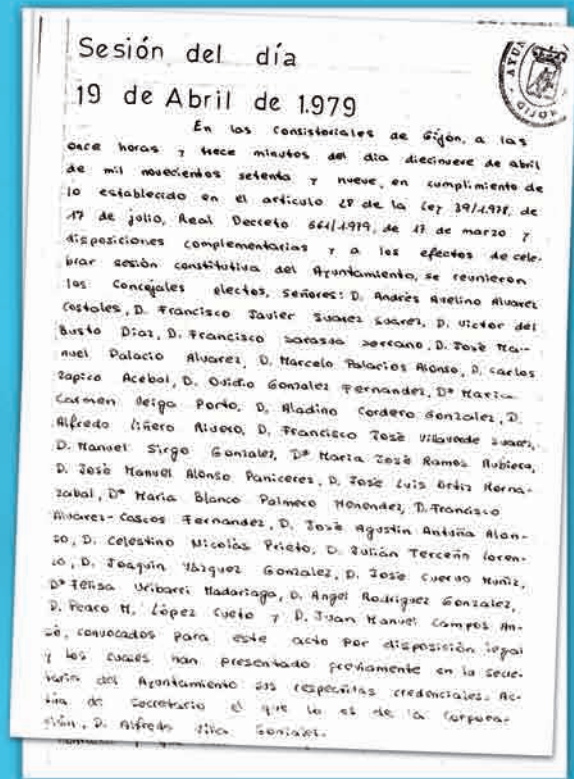 Sesión del día
19 de Abril de 1.979
En las Consistoriales de Gijón, a las
once horas y trece minutos del día diecinueve de abril
de mil novecientos setenta y nueve, en cumplimiento de
lo establecido en el artículo 28 de la Ley 39/1.978, de
17 de julio, Real Decreto 561/1979, de 17 de marzo y
disposiciones complementarias y a los efectos de cele-
brar sesión constitutiva del Ayuntamiento, se reunieron
los Concejales electos, señores: D. Andrés Avelino Alvarez
Costales, D. Francisco Javier Suarez Suarez, D. Victor del
Busto Diaz, D. Francisco Sarasua Serrano, D. José Ma-
nuel Palacio Alvarez, D. Marcelo Palacios Alonso, D. Carlos
Zapico Acebal, D. Ovidio Gonzalez Fernandez, Dª Maria
Carmen Veiga Porto, D. Aladino Cordero Gonzalez, D.
Alfredo Liñero Rivero, D. Francisco José Villaverde Suarez,
D. Manuel Sirgo Gonzalez, Dª Maria José Ramos Rubiera,
D. José Manuel Alonso Paniceres, D. José Luis Ortiz Horna-
zabal, Dª Maria Blanco Palmero Menendez, D. Francisco
Alvarez-Cascos Fernandez, D. José Agustin Antuña Alon-
so, D. Celestino Nicolás Prieto, D. Julián Terceño Loren-
zo, D. Joaquin Vazquez Gonzalez, D. José Cuervo Muñiz,
Dª Felisa Uribarri Madariaga, D. Angel Rodriguez Gonzalez,
D. Pedro M. López Cueto y D. Juan Manuel Campos An-
só, convocados para este acto por disposición legal
y los cuales han presentado previamente en la secre-
taría del Ayuntamiento sus respectivas credenciales. Ac-
túa de Secretario el que lo es de la Corpora-
ción, D. Alfredo Villa Gonzalez.